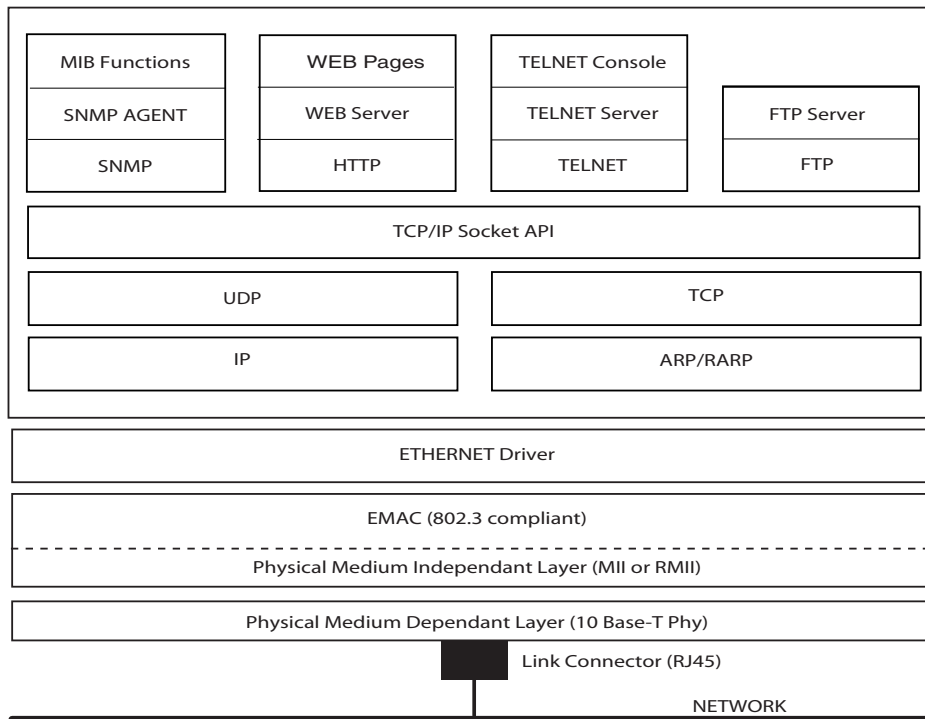 MIB Functions
SNMP AGENT
SNMP
WEB Pages
WEB Server
HTTP
TELNET Console
TELNET Server
TELNET
FTP Server
FTP
TCP/IP Socket API
UDP
TCP
IP
ARP/RARP
ETHERNET Driver
EMAC (802.3 compliant)
Physical Medium Independant Layer (MII or RMII)
Physical Medium Dependant Layer (10 Base-T Phy)
Link Connector (RJ45)
NETWORK